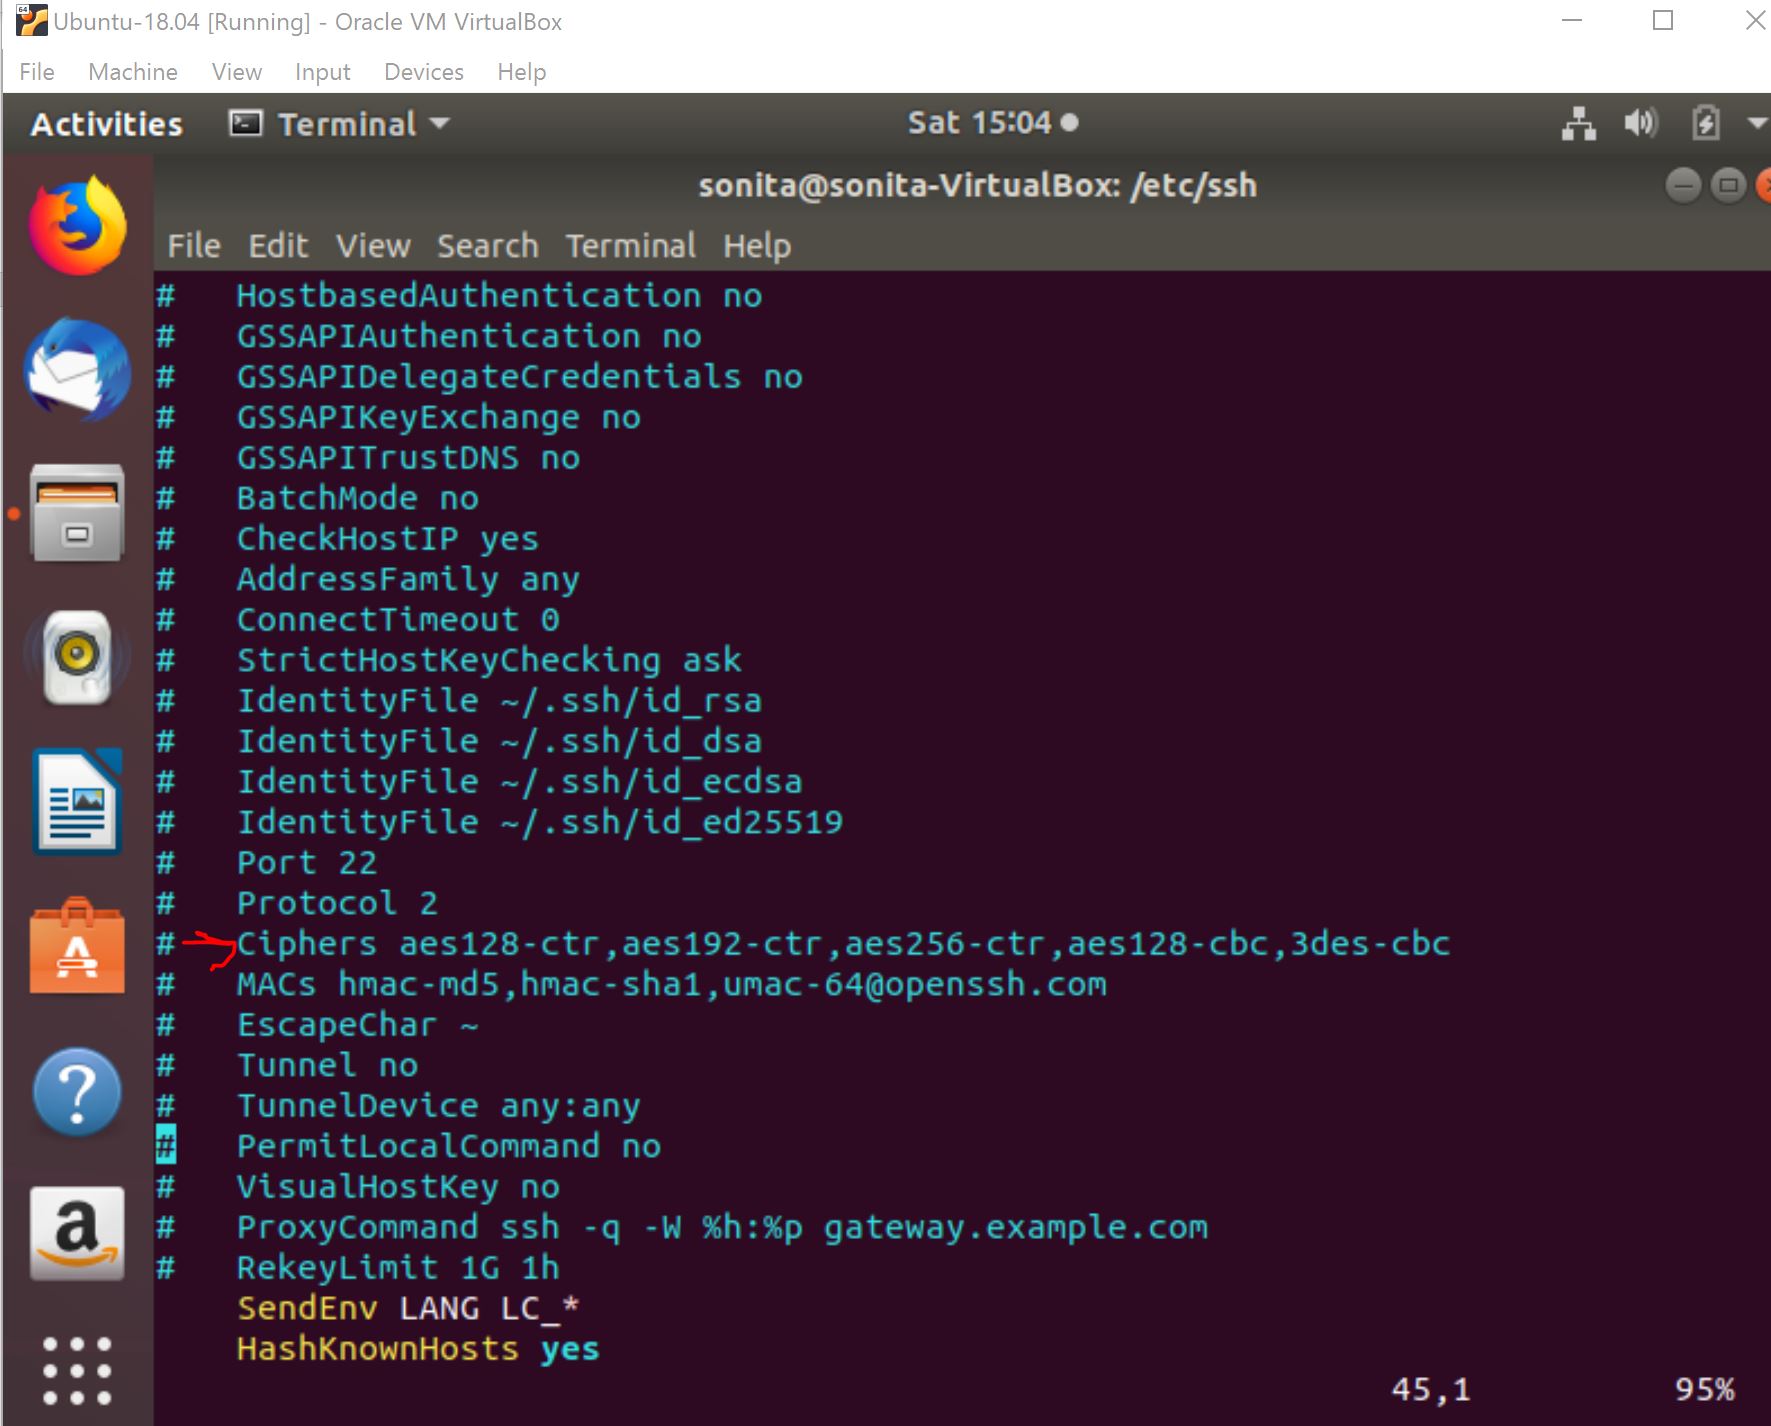 64
Ubuntu-18.04 [Running] - Oracle VM VirtualBox
File Machine View Input Devices Help
Activities Terminal Sat 15:04
sonita@sonita-VirtualBox: /etc/ssh
File Edit View Search Terminal Help
# HostbasedAuthentication no
# GSSAPIAuthentication no
# GSSAPIDelegateCredentials no
# GSSAPIKeyExchange no
# GSSAPITrustDNS no
# BatchMode no
# CheckHostIP yes
# AddressFamily any
# ConnectTimeout 0
# StrictHostKeyChecking ask
# IdentityFile ~/.ssh/id_rsa
# IdentityFile ~/.ssh/id_dsa
# IdentityFile ~/.ssh/id_ecdsa
# IdentityFile ~/.ssh/id_ed25519
# Port 22
# Protocol 2
# Ciphers aes128-ctr,aes192-ctr,aes256-ctr,aes128-cbc,3des-cbc
# MACs hmac-md5,hmac-sha1,umac-64@openssh.com
# EscapeChar ~
# Tunnel no
# TunnelDevice any:any
# PermitLocalCommand no
# VisualHostKey no
# ProxyCommand ssh -q -W %h:%p gateway.example.com
# RekeyLimit 1G 1h
SendEnv LANG LC_*
HashKnownHosts yes
45,1 95%